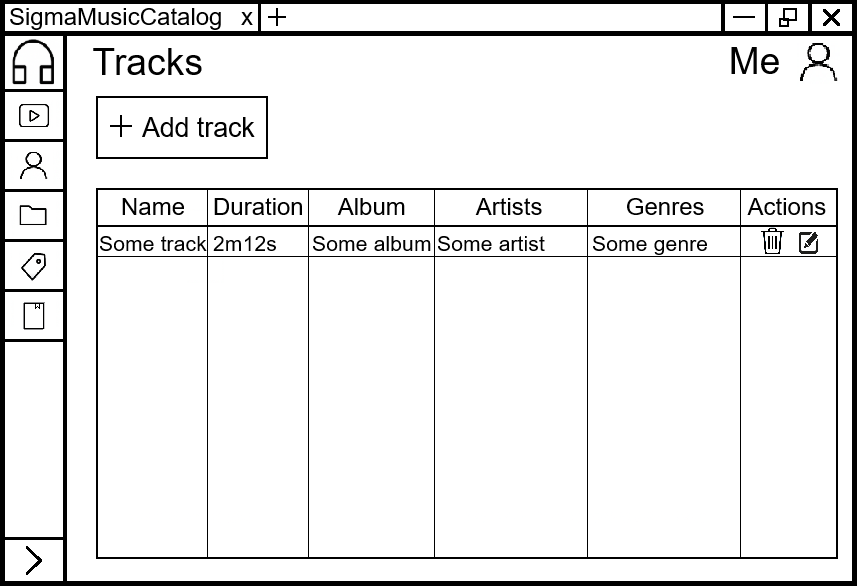 SigmaMusicCatalog x +
Tracks
Me
+ Add track
Name Duration Album Artists Genres Actions
Some track 2m12s Some album Some artist Some genre